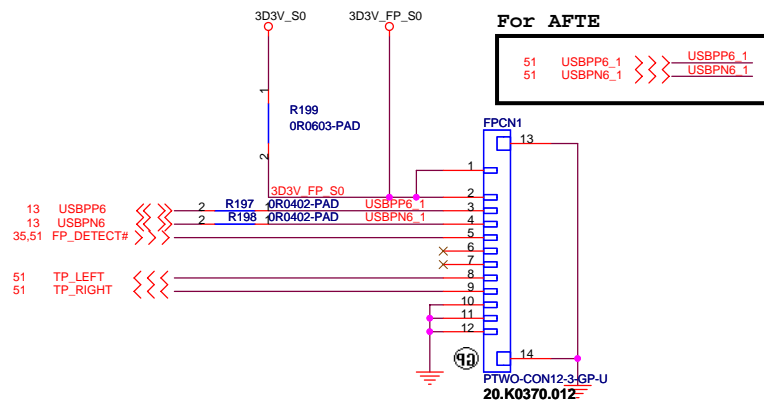 3D3V_S0
3D3V_FP_S0
For AFTE
51 USBPP6_1 USBPP6_1
51 USBPN6_1 USBPN6_1
1
R199
0R0603-PAD
2
FPCN1
13
1
3D3V_FP_S0
2
13 USBPP6 2 R197 0R0402-PAD 1 USBPP6_1 3
13 USBPN6 2 R198 0R0402-PAD 1 USBPN6_1 4
35,51 FP_DETECT# 5
6
7
51 TP_LEFT 8
51 TP_RIGHT 9
10
11
12
GP
14
PTWO-CON12-3-GP-U
20.K0370.012